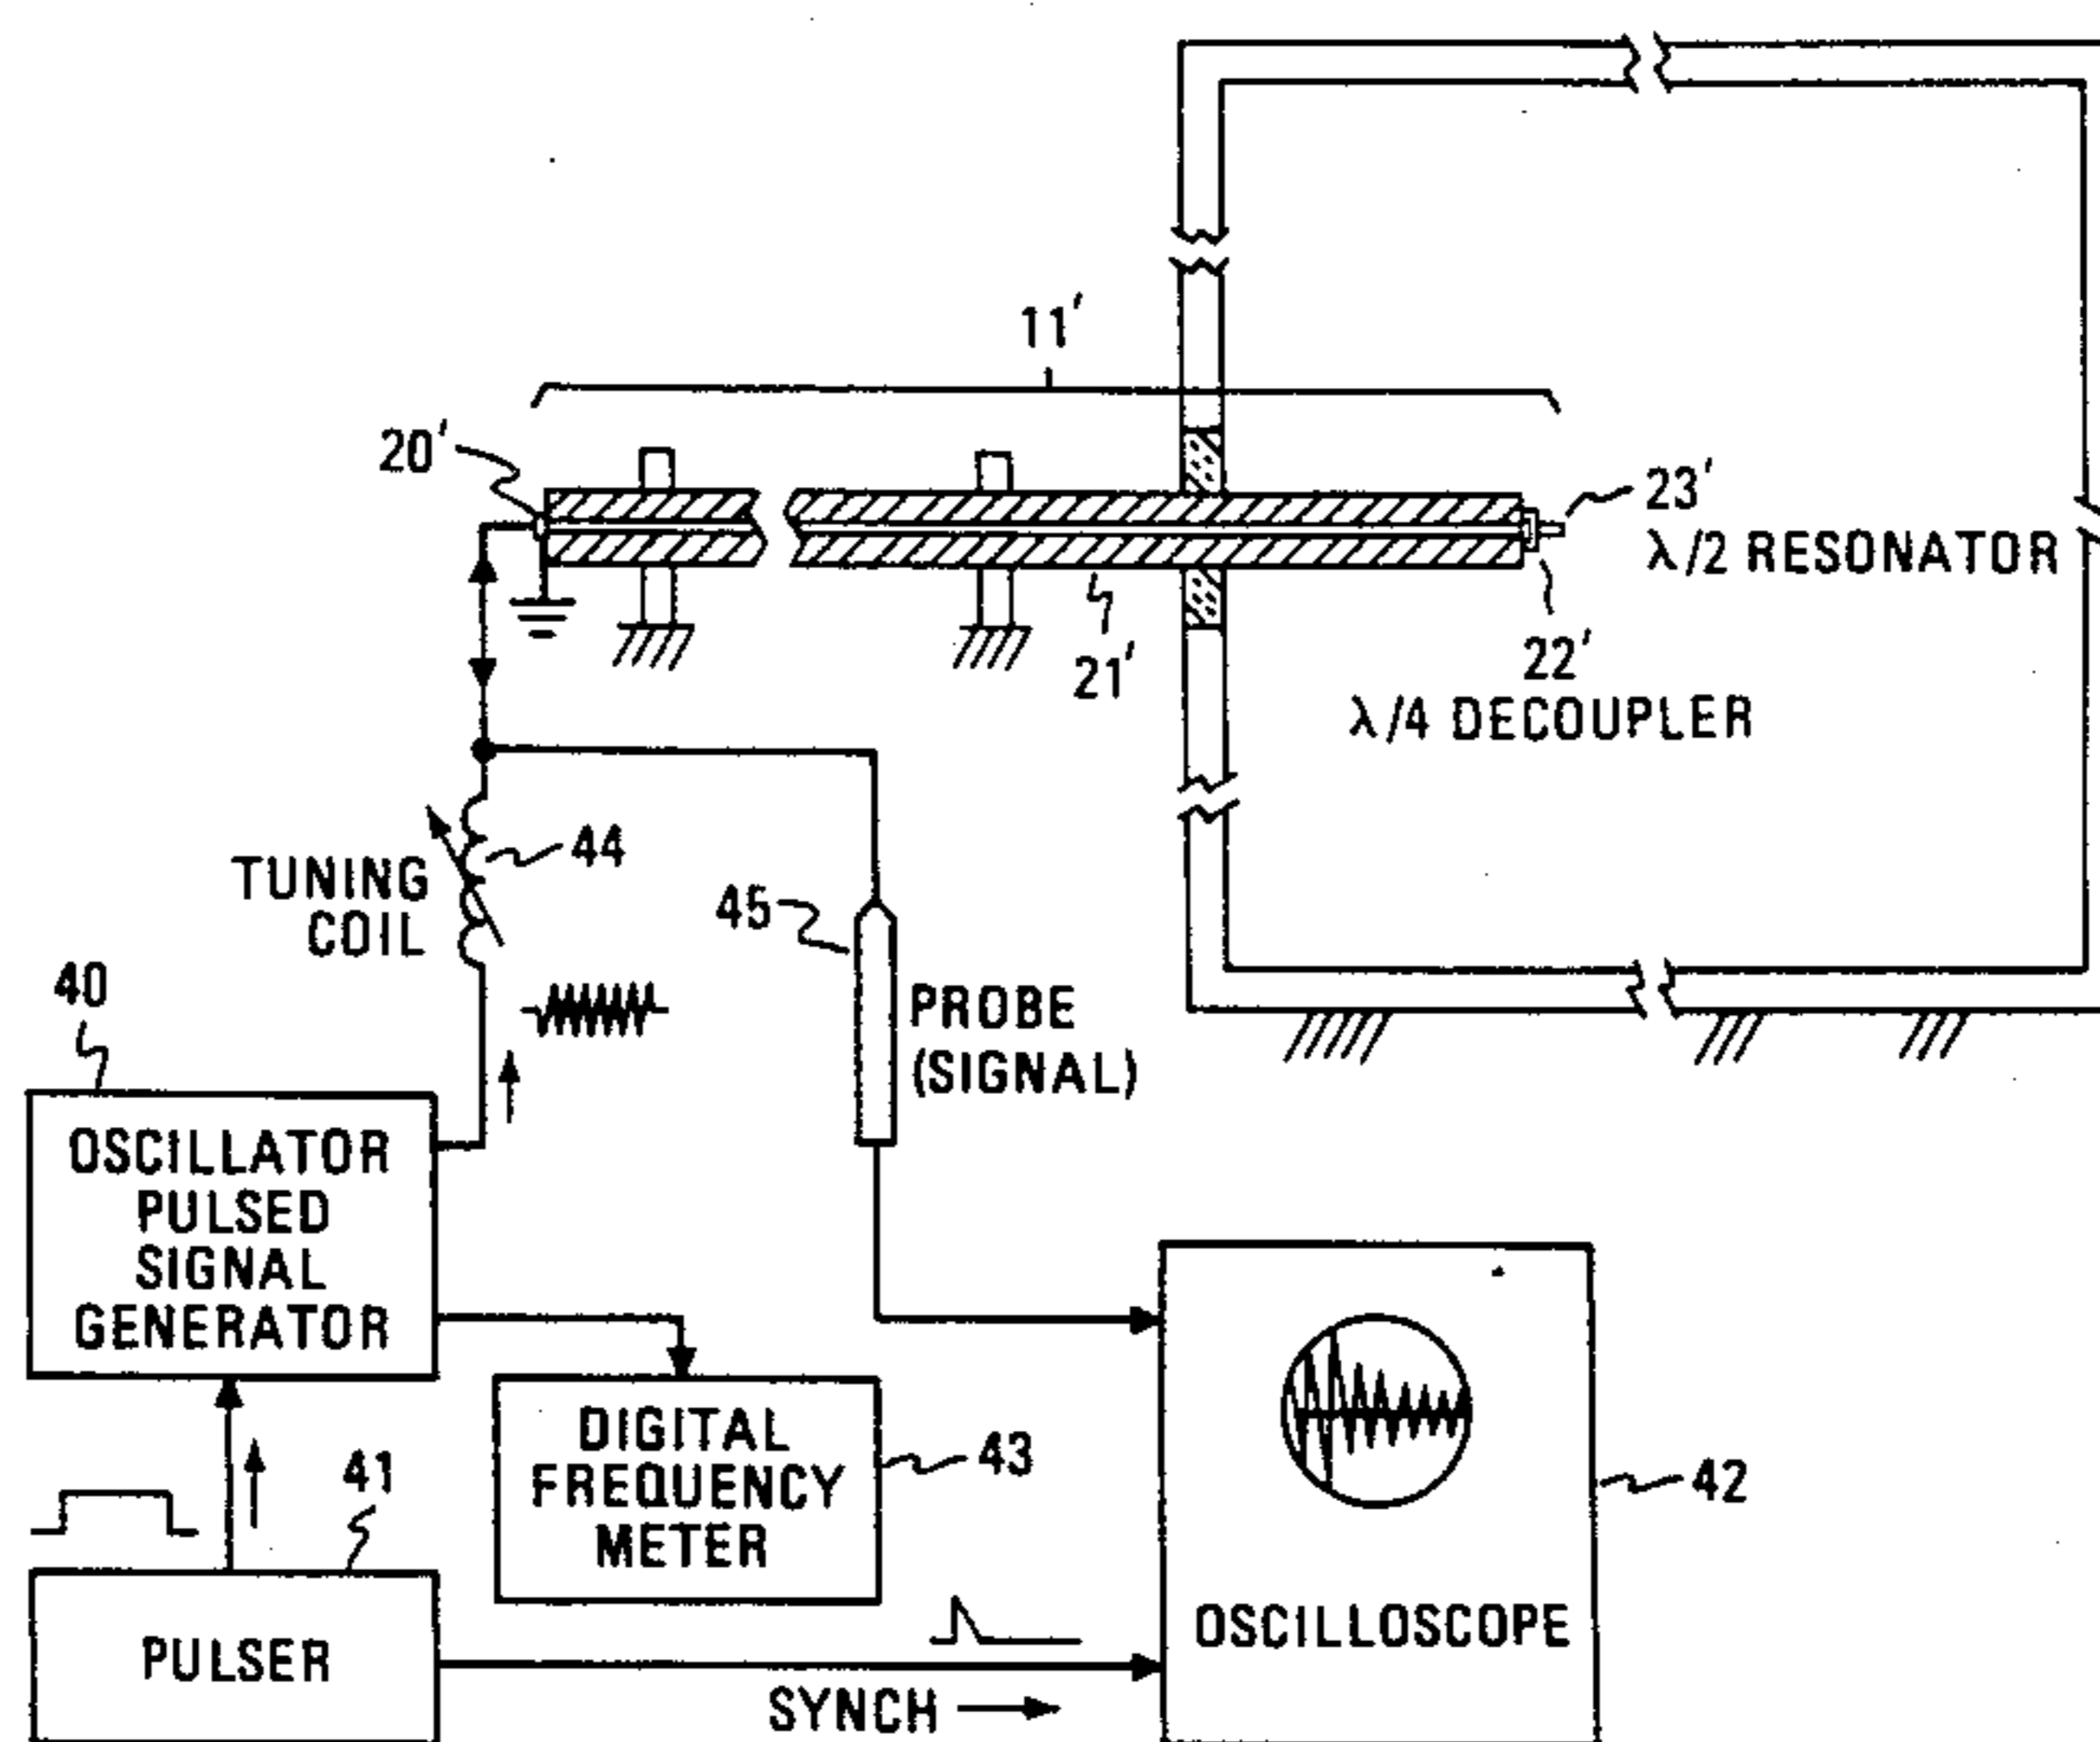 11'
20'
23'
λ/2 RESONATOR
22'
λ/4 DECOUPLER
21'
44
TUNING
COIL
45
PROBE
(SIGNAL)
40
OSCILLATOR
PULSED
SIGNAL
GENERATOR
DIGITAL
FREQUENCY
METER
43
42
OSCILLOSCOPE
41
PULSER
SYNCH